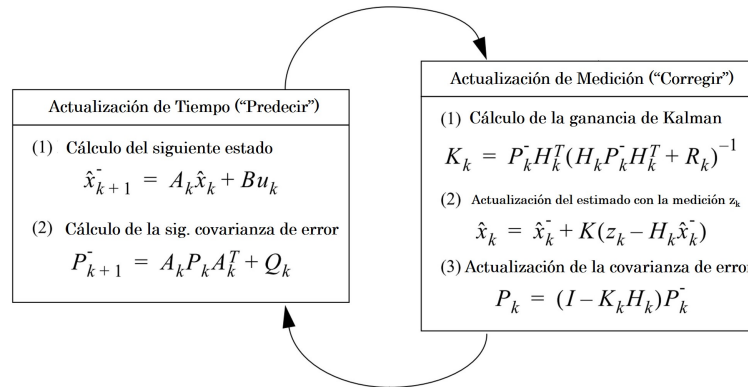 Actualización de Tiempo (“Predecir”)
(1) Cálculo del siguiente estado
x̂⁻ₖ₊₁ = Aₖx̂ₖ + Buₖ
(2) Cálculo de la sig. covarianza de error
P⁻ₖ₊₁ = AₖPₖAₖᵀ + Qₖ
Actualización de Medición (“Corregir”)
(1) Cálculo de la ganancia de Kalman
Kₖ = P⁻ₖHₖᵀ(HₖP⁻ₖHₖᵀ + Rₖ)⁻¹
(2) Actualización del estimado con la medición zₖ
x̂ₖ = x̂⁻ₖ + K(zₖ – Hₖx̂⁻ₖ)
(3) Actualización de la covarianza de error
Pₖ = (I – KₖHₖ)P⁻ₖ